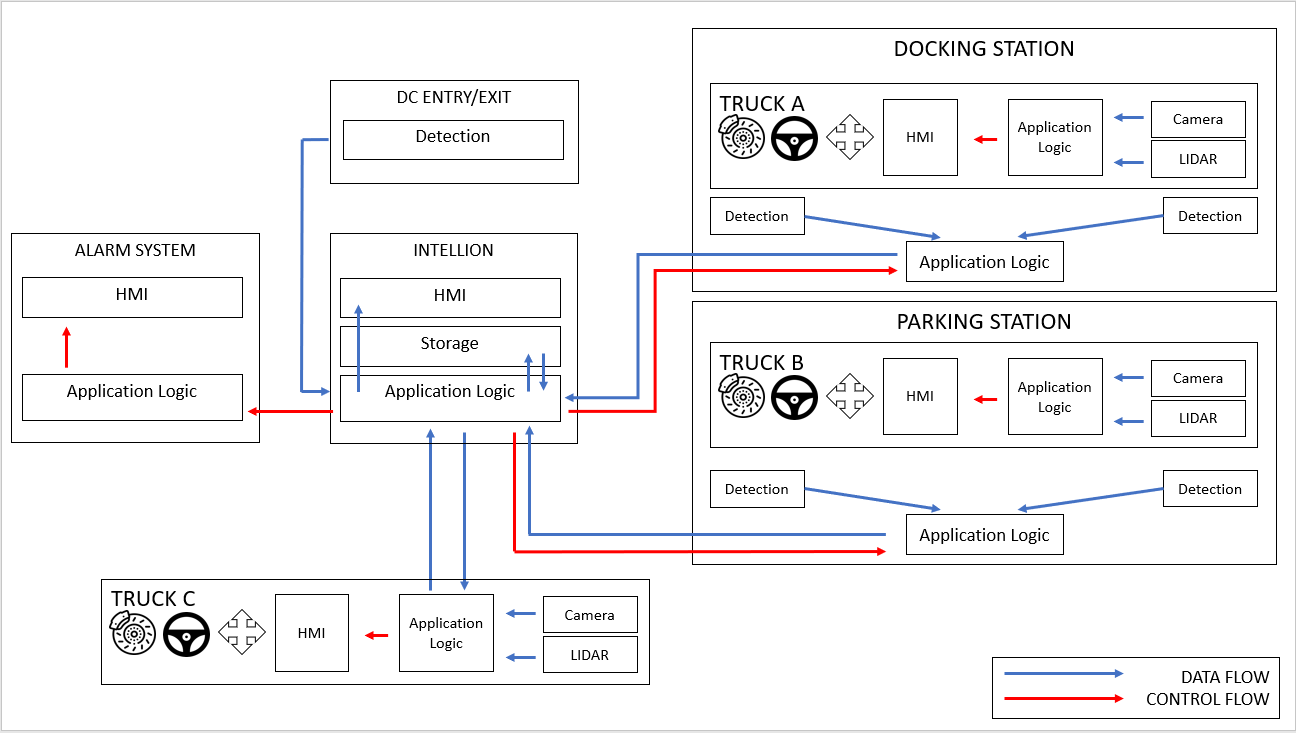 DOCKING STATION
TRUCK A
HMI
Application
Logic
Camera
LIDAR
Detection
Detection
Application Logic
DC ENTRY/EXIT
Detection
ALARM SYSTEM
HMI
Application Logic
INTELLION
HMI
Storage
Application Logic
PARKING STATION
TRUCK B
HMI
Application
Logic
Camera
LIDAR
Detection
Detection
Application Logic
TRUCK C
HMI
Application
Logic
Camera
LIDAR
DATA FLOW
CONTROL FLOW